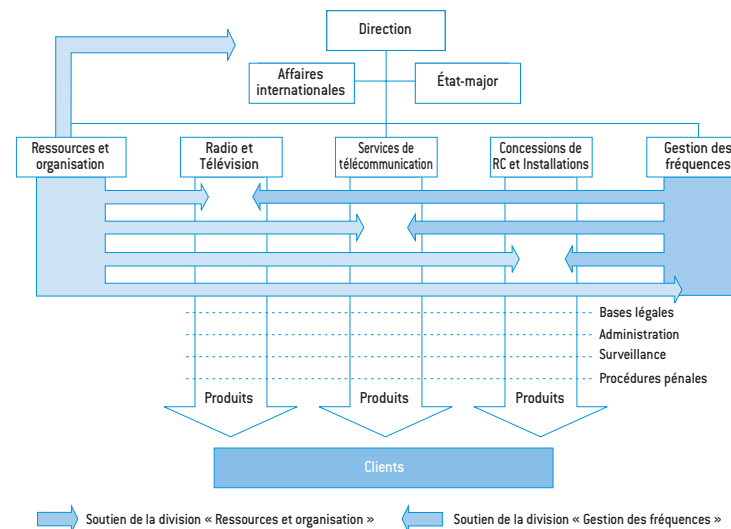 Direction
Affaires
internationales
État-major
Ressources et
organisation
Radio et
Télévision
Services de
télécommunication
Concessions de
RC et Installations
Gestion des
fréquences
Bases légales
Administration
Surveillance
Procédures pénales
Produits
Produits
Produits
Clients
Soutien de la division « Ressources et organisation »
Soutien de la division « Gestion des fréquences »